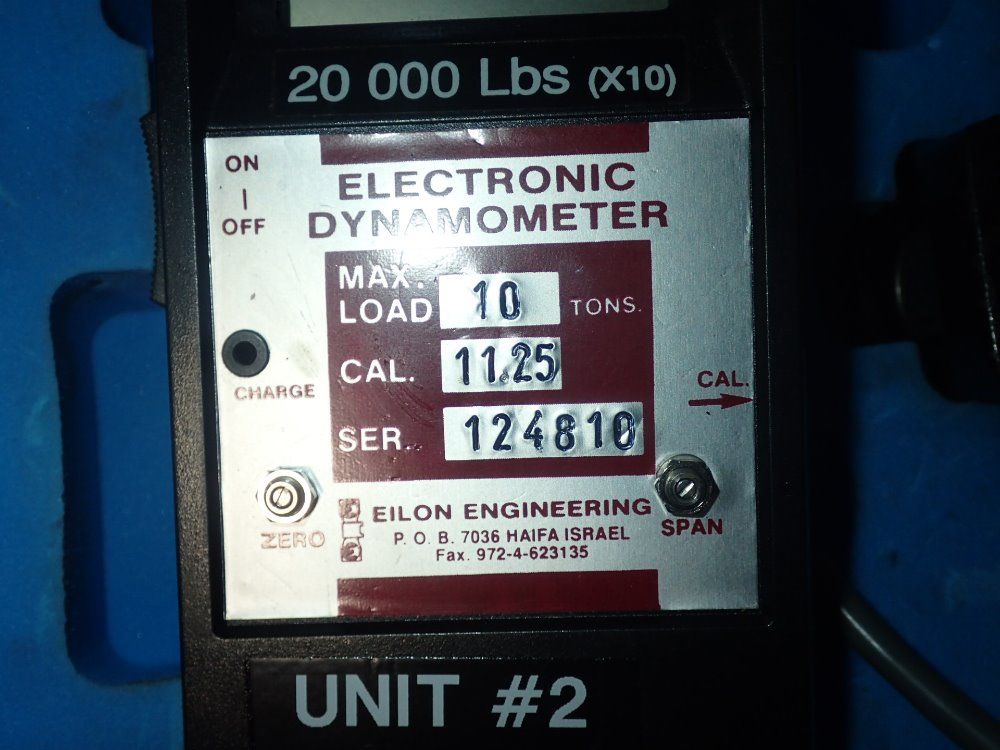 20 000 Lbs (X10)
ON
|
OFF
ELECTRONIC
DYNAMOMETER
MAX.
LOAD 10 TONS.
CAL. 11.25
SER. 124810
CHARGE
CAL.
ZERO
SPAN
EILON ENGINEERING
P. O. B. 7036 HAIFA ISRAEL
Fax. 972-4-623135
UNIT #2